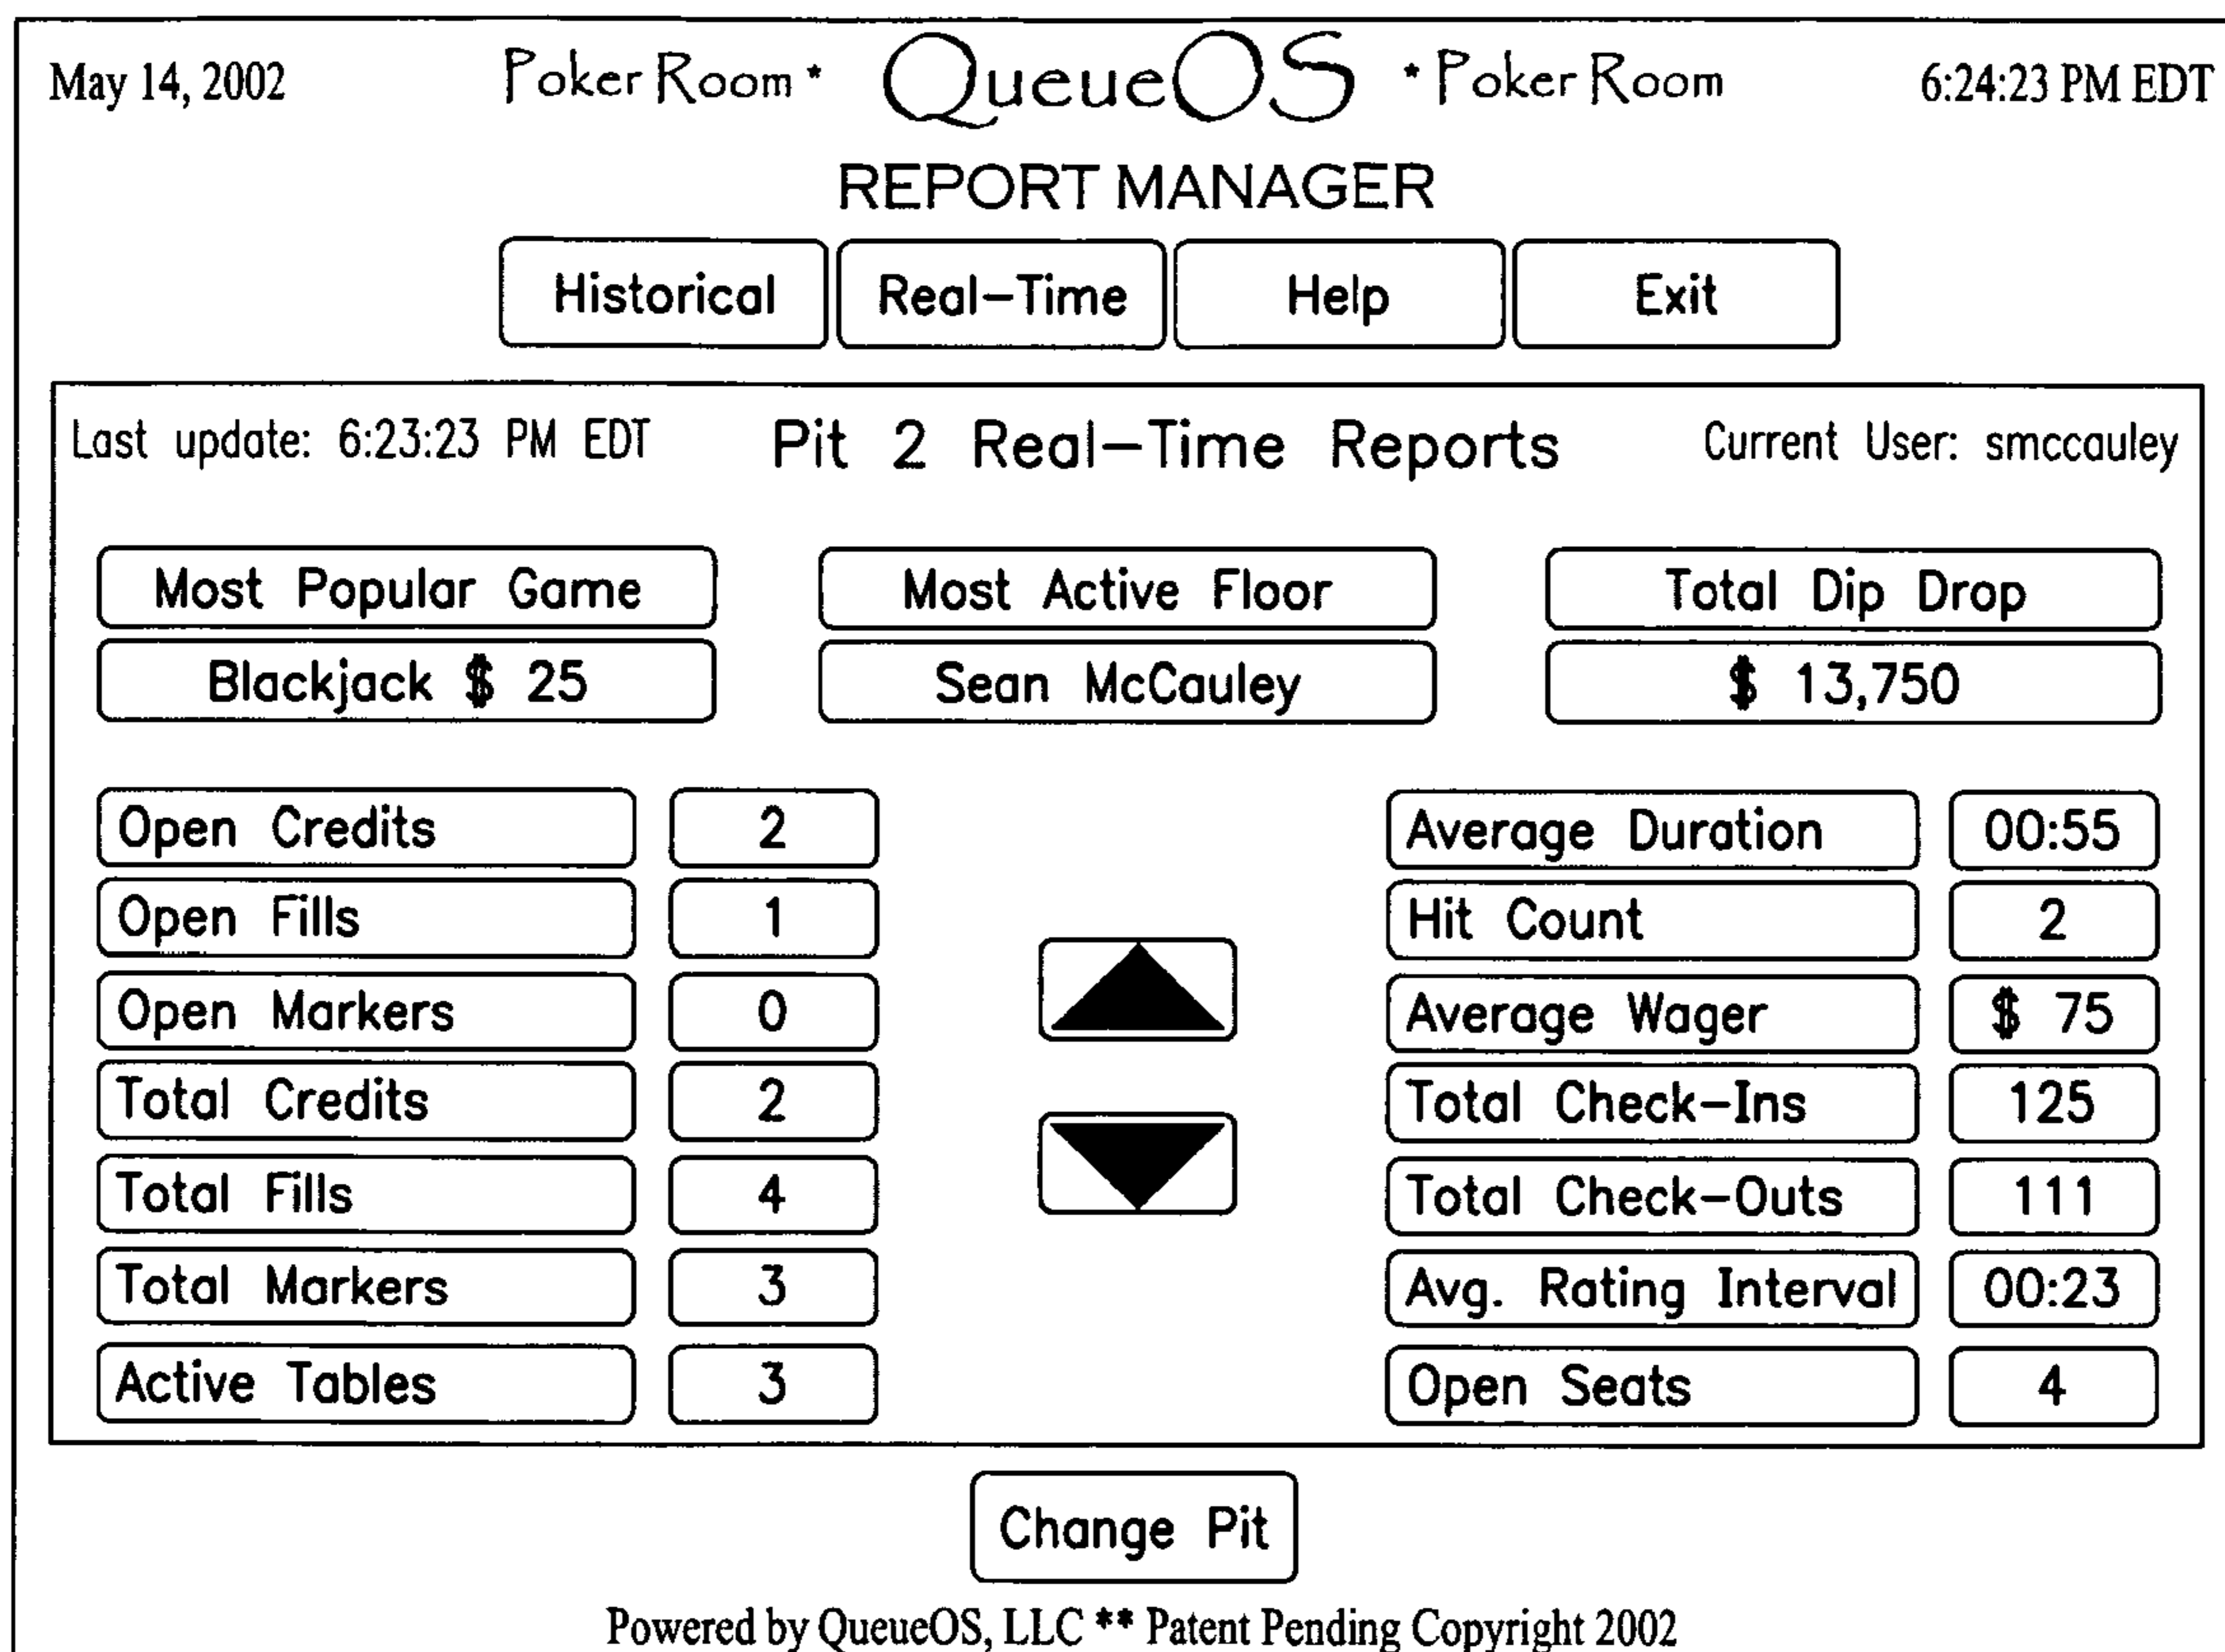 May 14, 2002 Poker Room * QueueOS * Poker Room 6:24:23 PM EDT
REPORT MANAGER
Historical Real-Time Help Exit
Last update: 6:23:23 PM EDT Pit 2 Real-Time Reports Current User: smccauley
Most Popular Game Most Active Floor Total Dip Drop
Blackjack $ 25 Sean McCauley $ 13,750
Open Credits 2 Average Duration 00:55
Open Fills 1 Hit Count 2
Open Markers 0 Average Wager $ 75
Total Credits 2 Total Check-Ins 125
Total Fills 4 Total Check-Outs 111
Total Markers 3 Avg. Rating Interval 00:23
Active Tables 3 Open Seats 4
Change Pit
Powered by QueueOS, LLC ** Patent Pending Copyright 2002